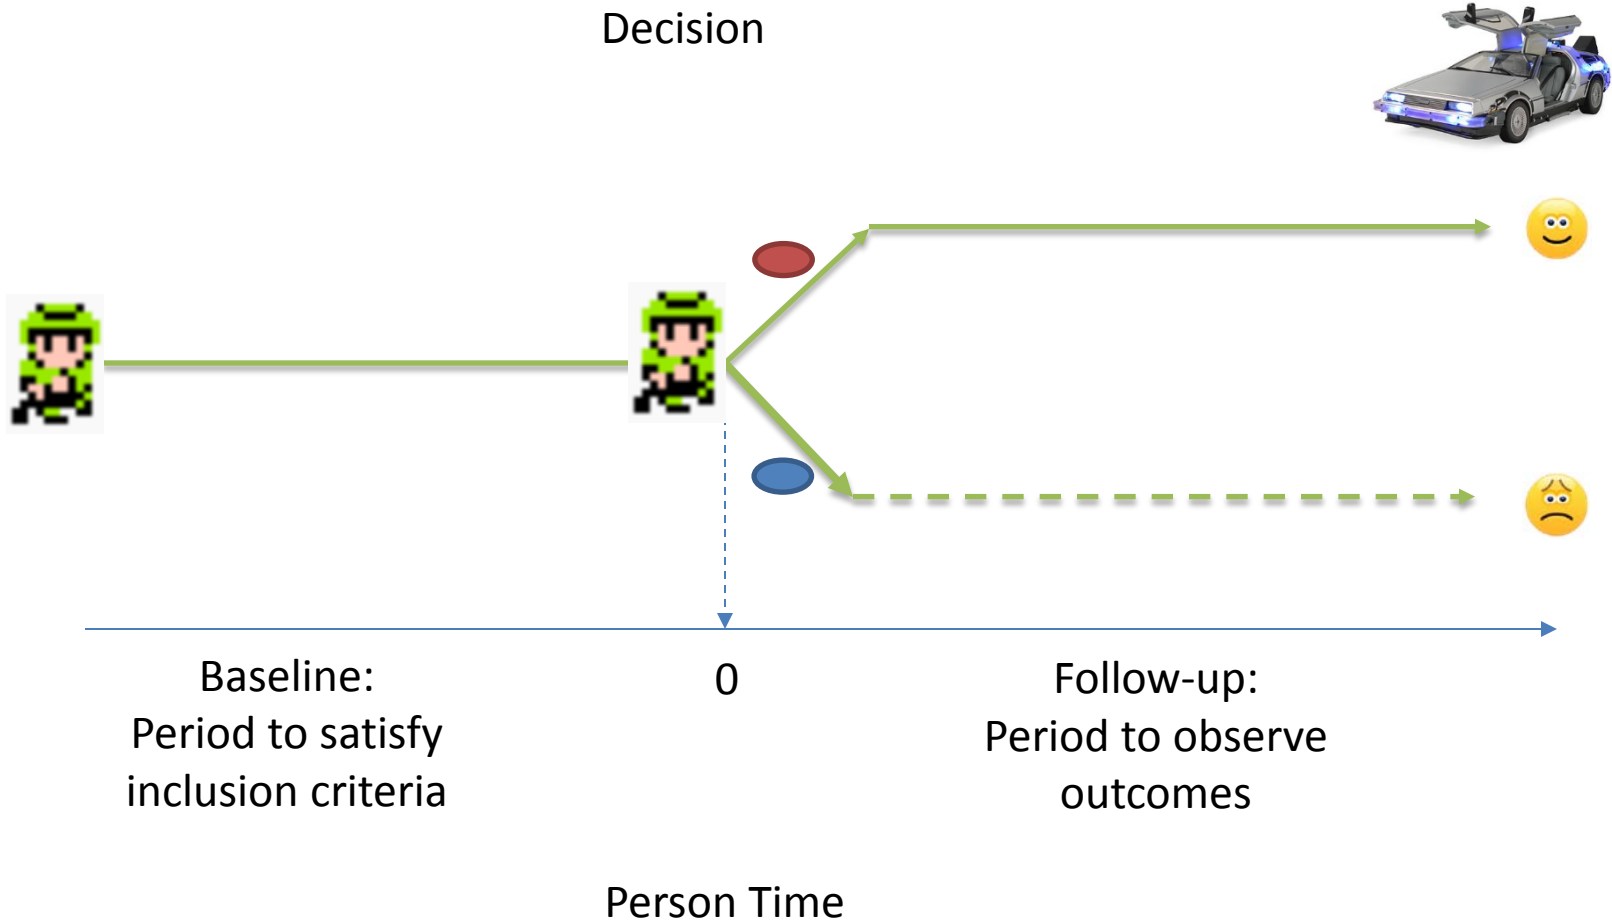 Decision
Baseline:
Period to satisfy
inclusion criteria
0
Follow-up:
Period to observe
outcomes
Person Time